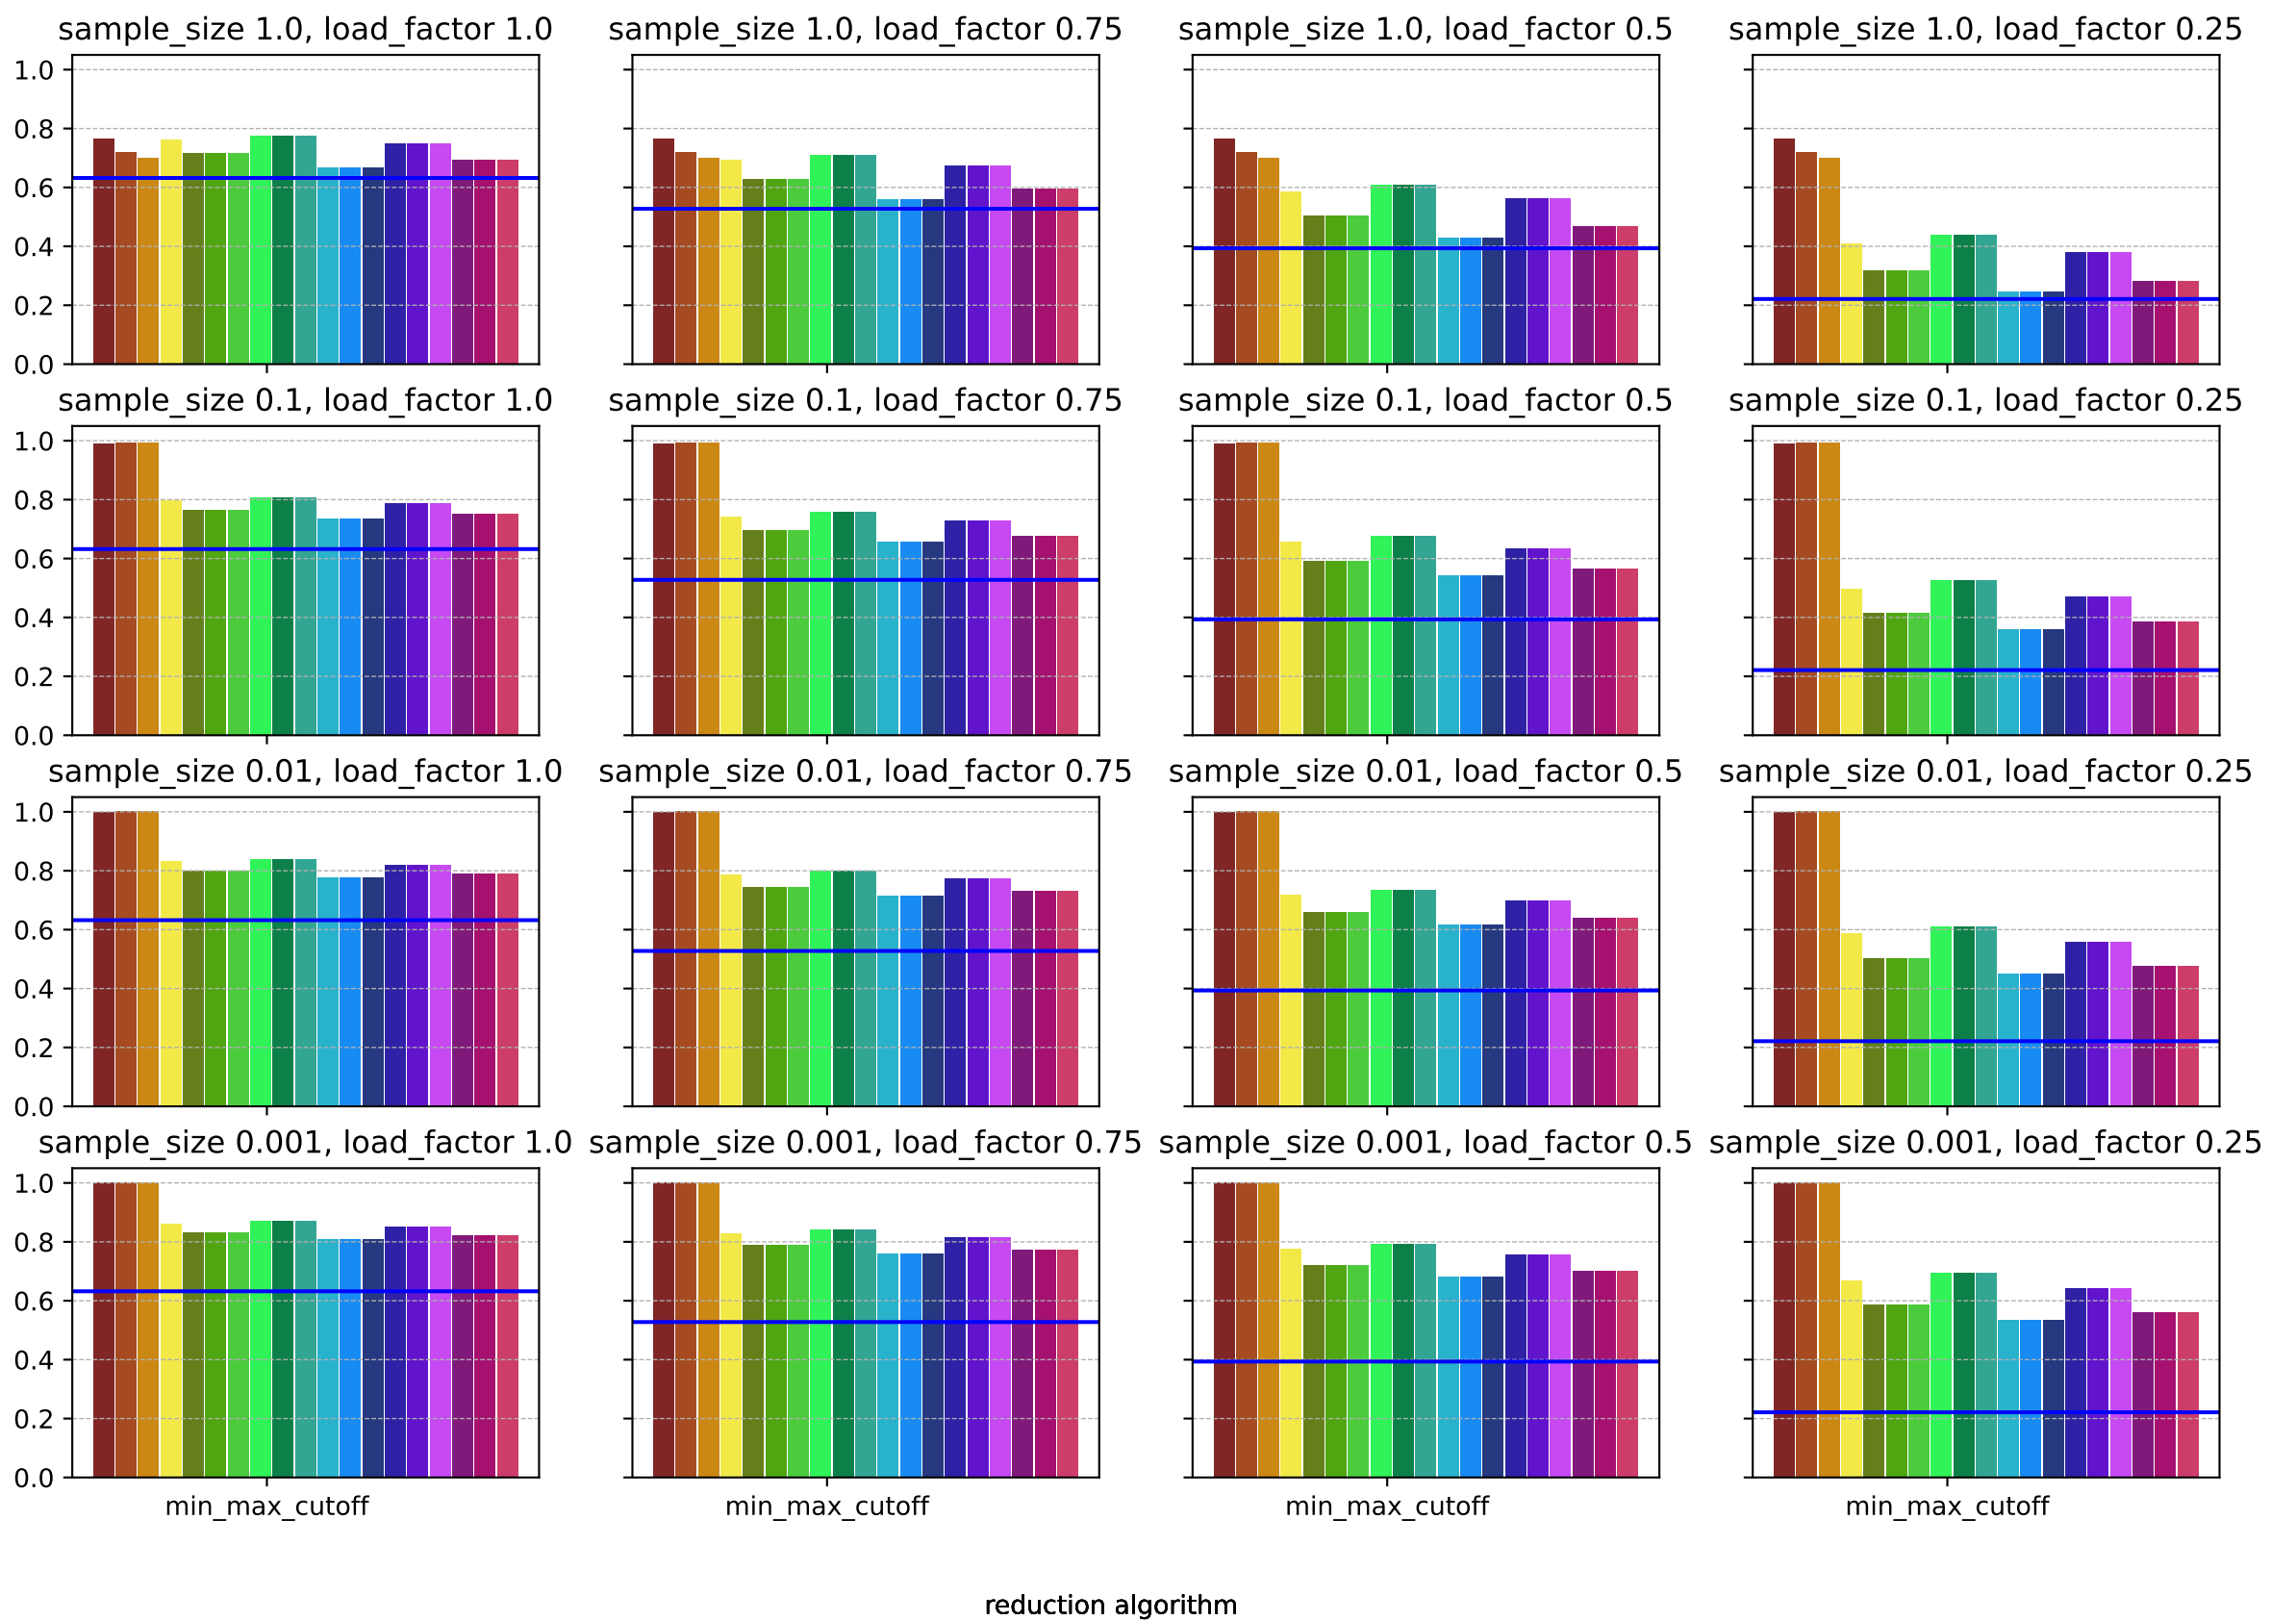 sample_size 1.0, load_factor 1.0
sample_size 1.0, load_factor 0.75
sample_size 1.0, load_factor 0.5
sample_size 1.0, load_factor 0.25
1.0
0.8
0.6
0.4
0.2
0.0
sample_size 0.1, load_factor 1.0
sample_size 0.1, load_factor 0.75
sample_size 0.1, load_factor 0.5
sample_size 0.1, load_factor 0.25
1.0
0.8
0.6
0.4
0.2
0.0
sample_size 0.01, load_factor 1.0
sample_size 0.01, load_factor 0.75
sample_size 0.01, load_factor 0.5
sample_size 0.01, load_factor 0.25
1.0
0.8
0.6
0.4
0.2
0.0
sample_size 0.001, load_factor 1.0
sample_size 0.001, load_factor 0.75
sample_size 0.001, load_factor 0.5
sample_size 0.001, load_factor 0.25
1.0
0.8
0.6
0.4
0.2
0.0
min_max_cutoff
min_max_cutoff
min_max_cutoff
min_max_cutoff
reduction algorithm